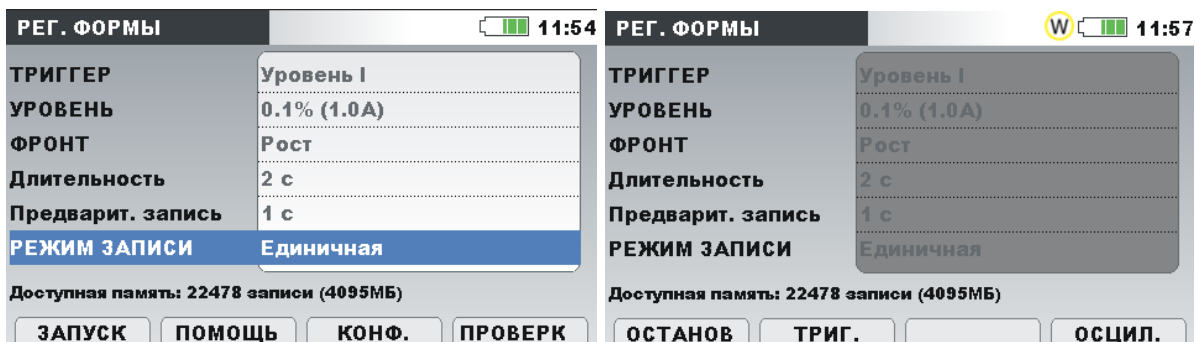 РЕГ. ФОРМЫ 11:54
ТРИГГЕР Уровень I
УРОВЕНЬ 0.1% (1.0A)
ФРОНТ Рост
Длительность 2 с
Предварит. запись 1 с
РЕЖИМ ЗАПИСИ Единичная
Доступная память: 22478 записи (4095МБ)
ЗАПУСК ПОМОЩЬ КОНФ. ПРОВЕРК
РЕГ. ФОРМЫ W 11:57
ТРИГГЕР Уровень I
УРОВЕНЬ 0.1% (1.0A)
ФРОНТ Рост
Длительность 2 с
Предварит. запись 1 с
РЕЖИМ ЗАПИСИ Единичная
Доступная память: 22478 записи (4095МБ)
ОСТАНОВ ТРИГ. ОСЦИЛ.